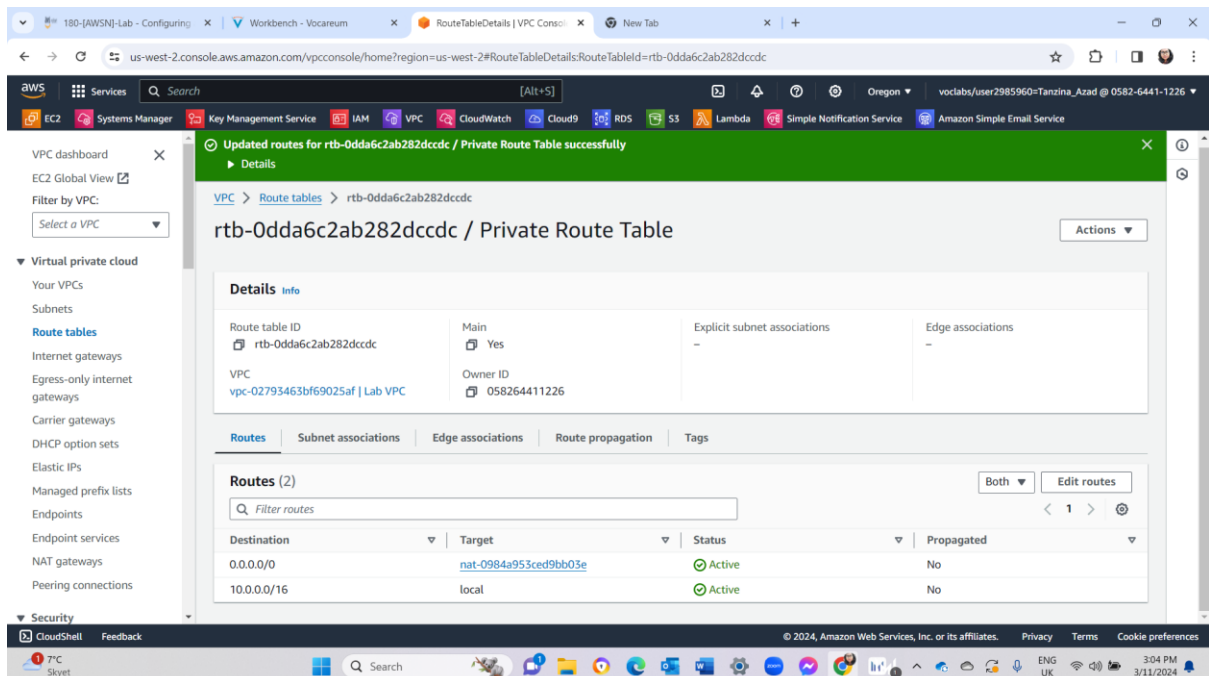 180-[AWSN]-Lab - Configuring
Workbench - Vocareum
RouteTableDetails | VPC Consol
New Tab
us-west-2.console.aws.amazon.com/vpcconsole/home?region=us-west-2#RouteTableDetails:RouteTableId=rtb-0dda6c2ab282dccdc
aws
Services
Search
[Alt+S]
Oregon
voclabs/user2985960=Tanzina_Azad @ 0582-6441-1226
EC2
Systems Manager
Key Management Service
IAM
VPC
CloudWatch
Cloud9
RDS
S3
Lambda
Simple Notification Service
Amazon Simple Email Service
VPC dashboard
EC2 Global View
Filter by VPC:
Select a VPC
Virtual private cloud
Your VPCs
Subnets
Route tables
Internet gateways
Egress-only internet
gateways
Carrier gateways
DHCP option sets
Elastic IPs
Managed prefix lists
Endpoints
Endpoint services
NAT gateways
Peering connections
Security
Updated routes for rtb-0dda6c2ab282dccdc / Private Route Table successfully
Details
VPC > Route tables > rtb-0dda6c2ab282dccdc
rtb-0dda6c2ab282dccdc / Private Route Table
Actions
Details Info
Route table ID
rtb-0dda6c2ab282dccdc
Main
Yes
Explicit subnet associations
–
Edge associations
–
VPC
vpc-02793463bf69025af | Lab VPC
Owner ID
058264411226
Routes
Subnet associations
Edge associations
Route propagation
Tags
Routes (2)
Both
Edit routes
Filter routes
1
Destination Target Status Propagated
0.0.0.0/0 nat-0984a953ced9bb03e Active No
10.0.0.0/16 local Active No
CloudShell
Feedback
© 2024, Amazon Web Services, Inc. or its affiliates.
Privacy
Terms
Cookie preferences
1
7°C
Skyet
Search
ENG
UK
3:04 PM
3/11/2024